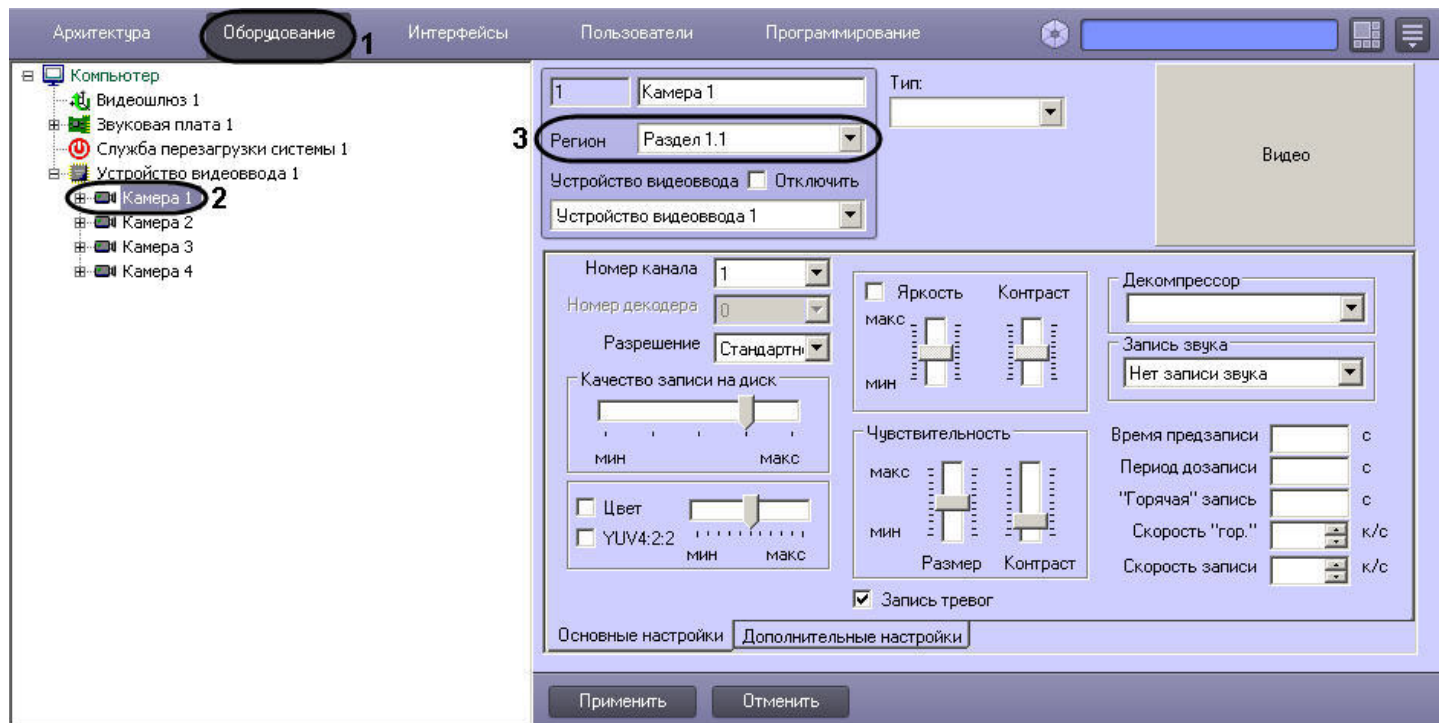 Архитектура Оборудование 1 Интерфейсы Пользователи Программирование
Компьютер
Видеошлюз 1
Звуковая плата 1
Служба перезагрузки системы 1
Устройство видеоввода 1
Камера 1 2
Камера 2
Камера 3
Камера 4
1 Камера 1
3 Регион Раздел 1.1
Устройство видеоввода Отключить
Устройство видеоввода 1
Тип:
Видео
Номер канала 1
Номер декодера 0
Разрешение Стандартн
Качество записи на диск
мин макс
Цвет
YUV4:2:2
мин макс
Яркость Контраст
макс
мин
Чувствительность
макс
мин
Размер Контраст
Запись тревог
Декомпрессор
Запись звука
Нет записи звука
Время предзаписи с
Период дозаписи с
"Горячая" запись с
Скорость "гор." к/с
Скорость записи к/с
Основные настройки Дополнительные настройки
Применить Отменить